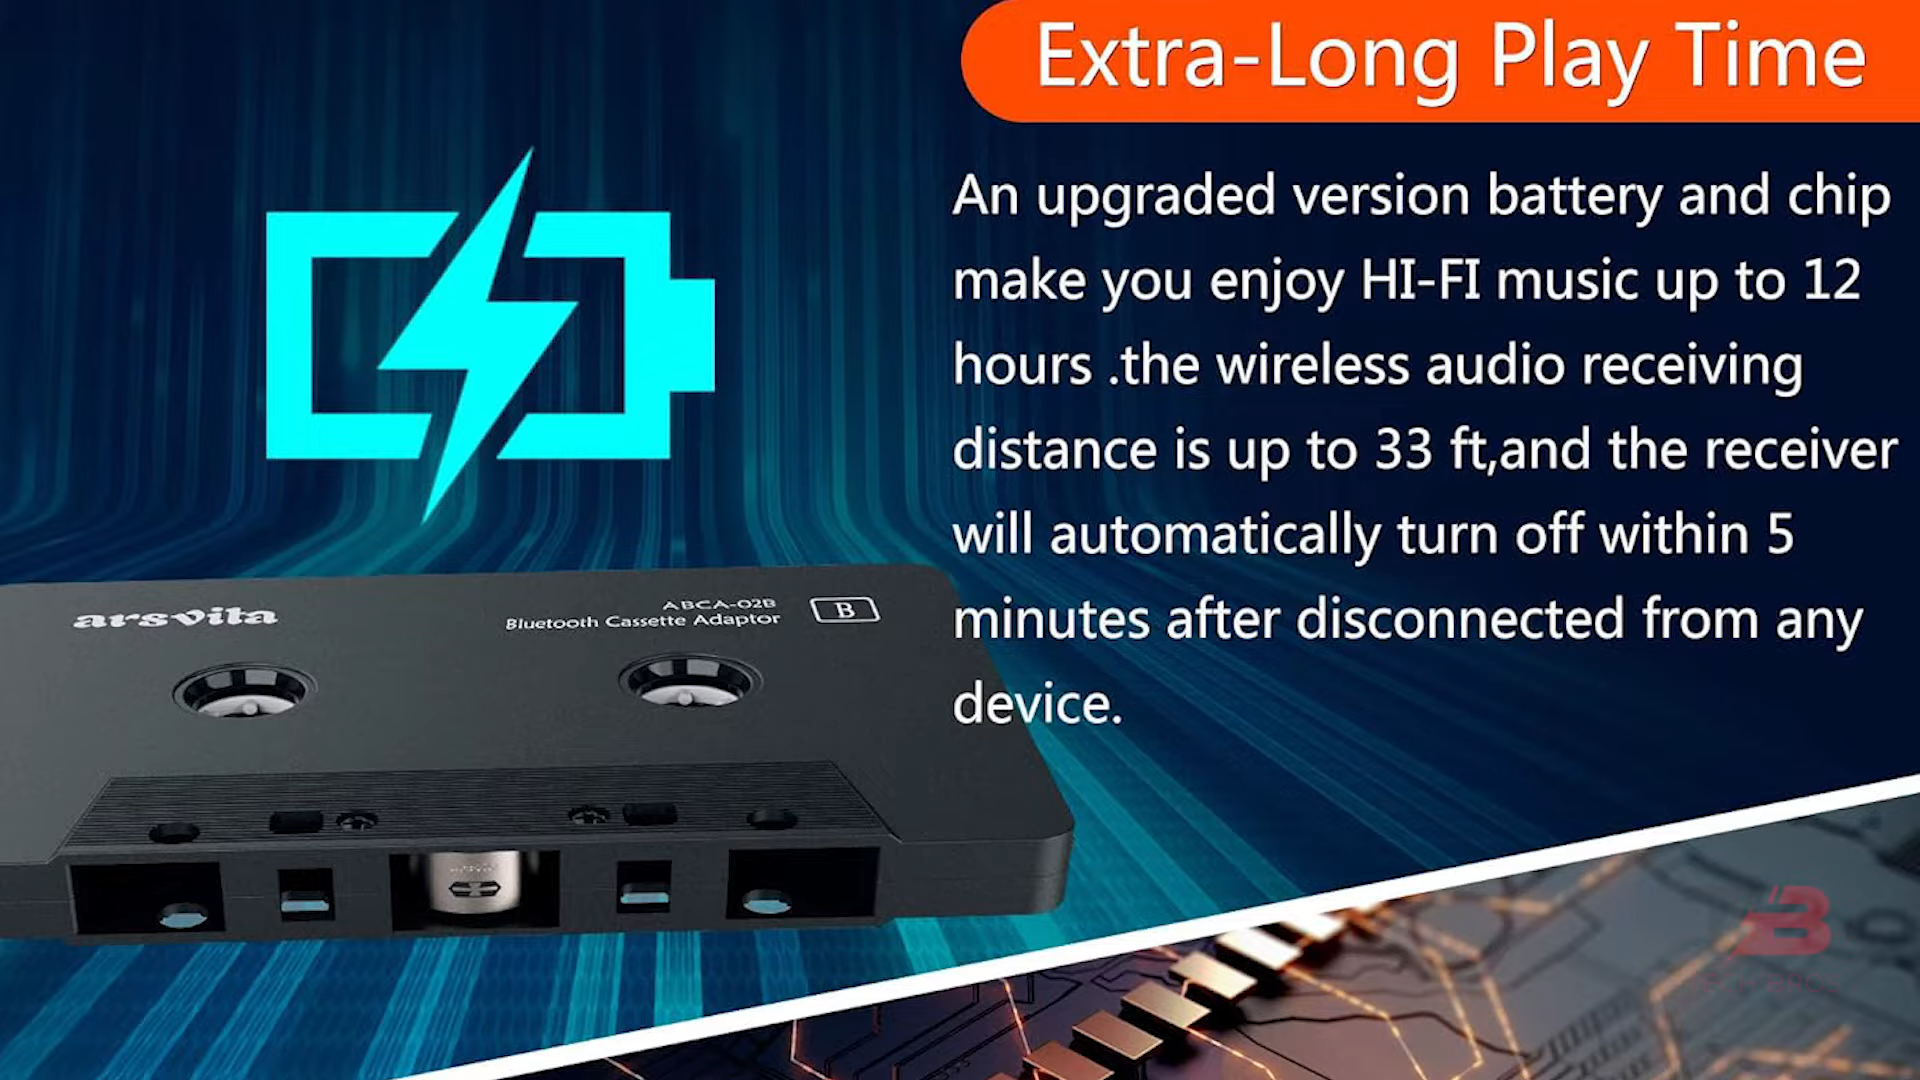 Extra-Long Play Time
An upgraded version battery and chip
make you enjoy HI-FI music up to 12
hours .the wireless audio receiving
distance is up to 33 ft,and the receiver
will automatically turn off within 5
minutes after disconnected from any
device.
arsvita
ABCA-02B
Bluetooth Cassette Adaptor
B